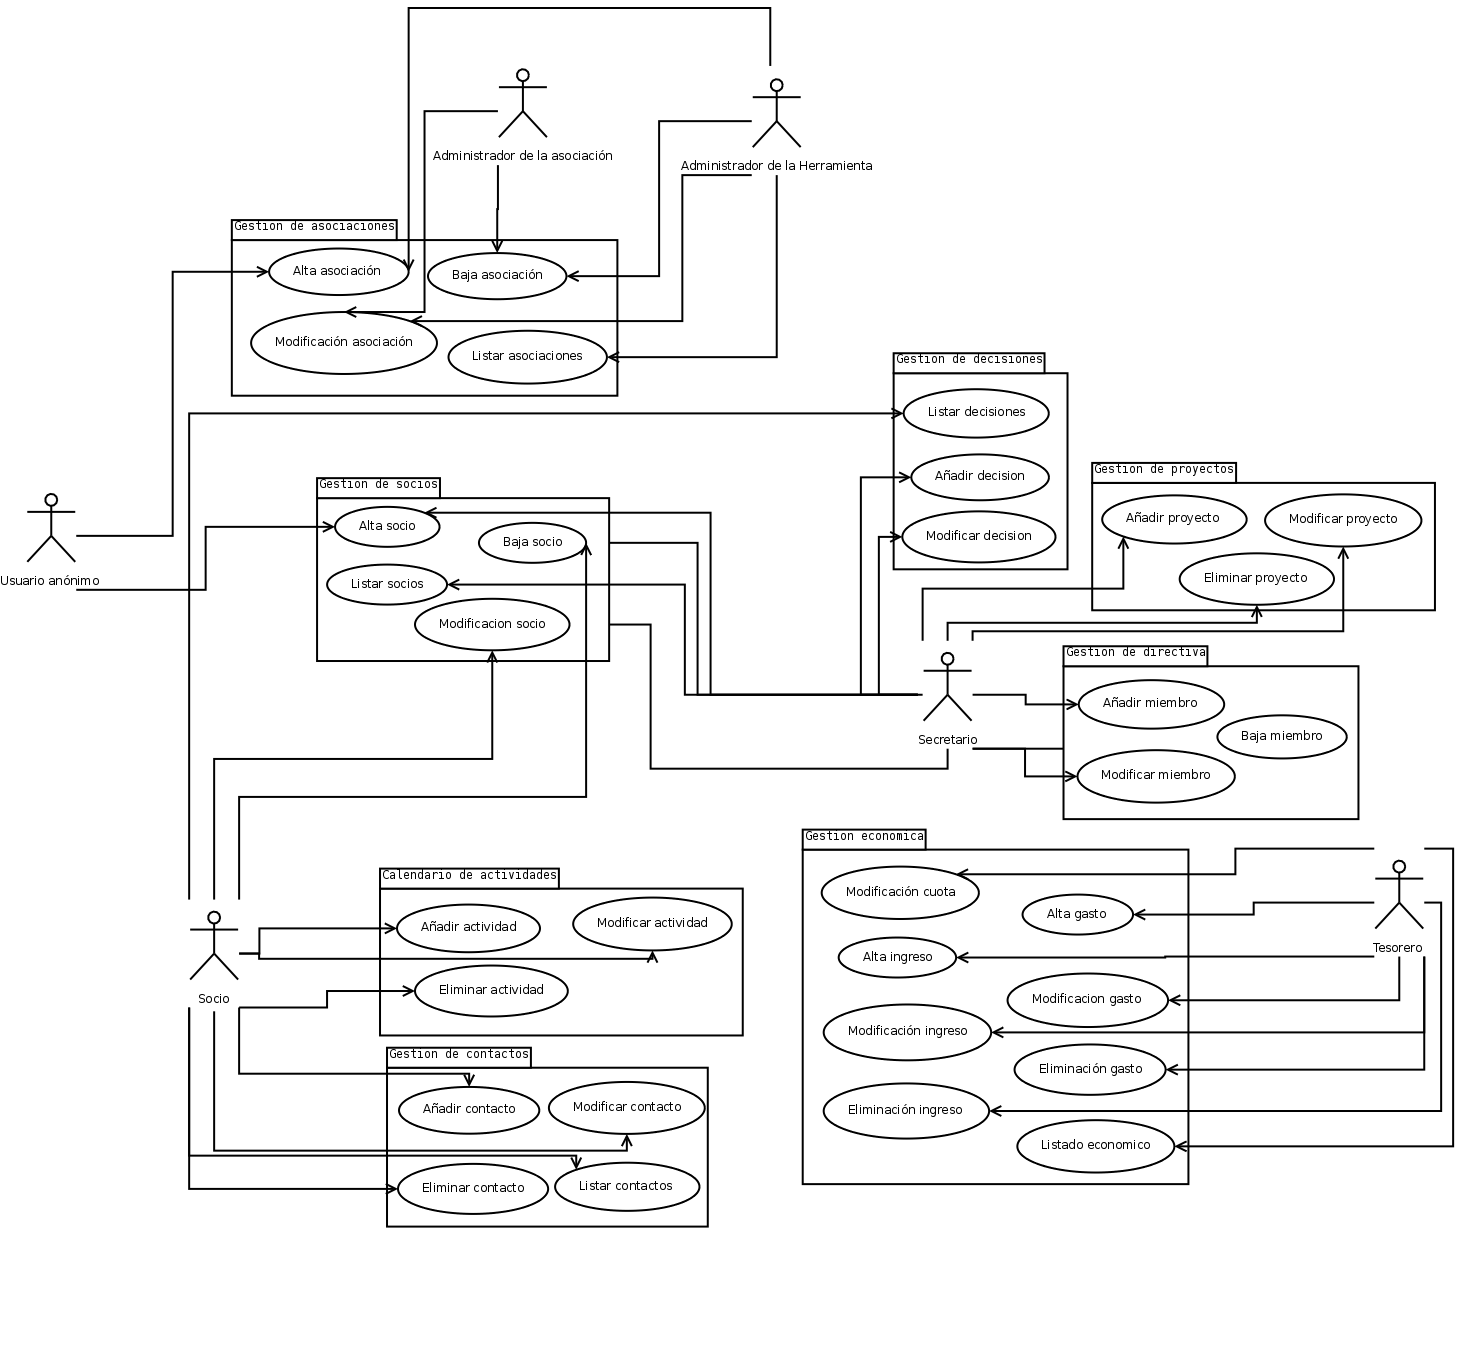 Administrador de la asociación
Administrador de la Herramienta
Gestion de asociaciones
Alta asociación
Baja asociación
Modificación asociación
Listar asociaciones
Gestion de decisiones
Listar decisiones
Añadir decision
Modificar decision
Gestion de proyectos
Añadir proyecto
Modificar proyecto
Eliminar proyecto
Gestion de socios
Alta socio
Baja socio
Listar socios
Modificacion socio
Usuario anónimo
Gestion de directiva
Añadir miembro
Baja miembro
Modificar miembro
Secretario
Gestion economica
Modificación cuota
Alta gasto
Alta ingreso
Modificacion gasto
Modificación ingreso
Eliminación gasto
Eliminación ingreso
Listado economico
Tesorero
Calendario de actividades
Añadir actividad
Modificar actividad
Eliminar actividad
Socio
Gestion de contactos
Añadir contacto
Modificar contacto
Eliminar contacto
Listar contactos